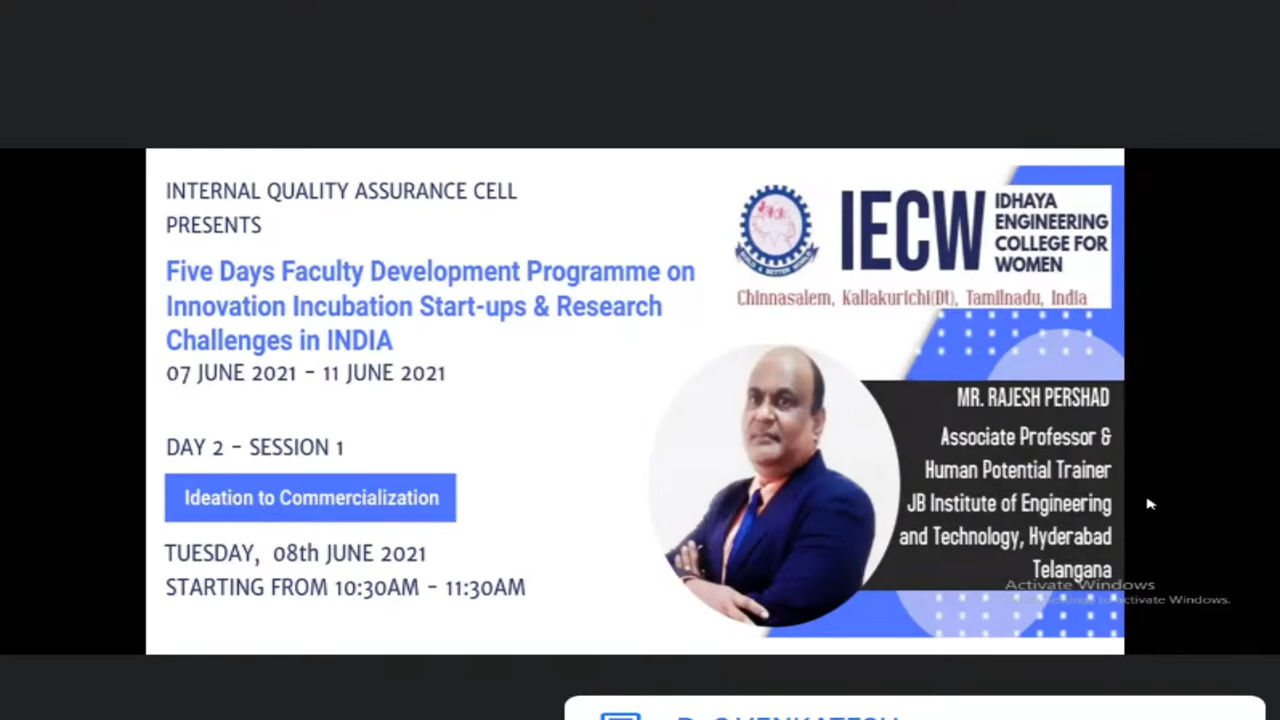 INTERNAL QUALITY ASSURANCE CELL
PRESENTS
Five Days Faculty Development Programme on
Innovation Incubation Start-ups & Research
Challenges in INDIA
07 JUNE 2021 - 11 JUNE 2021
DAY 2 - SESSION 1
Ideation to Commercialization
TUESDAY, 08th JUNE 2021
STARTING FROM 10:30AM - 11:30AM
IECW
IDHAYA
ENGINEERING
COLLEGE FOR
WOMEN
Chinnasalem, Kallakurichi(Dt), Tamilnadu, India
MR. RAJESH PERSHAD
Associate Professor &
Human Potential Trainer
JB Institute of Engineering
and Technology, Hyderabad
Telangana
Activate Windows
to activate Windows.